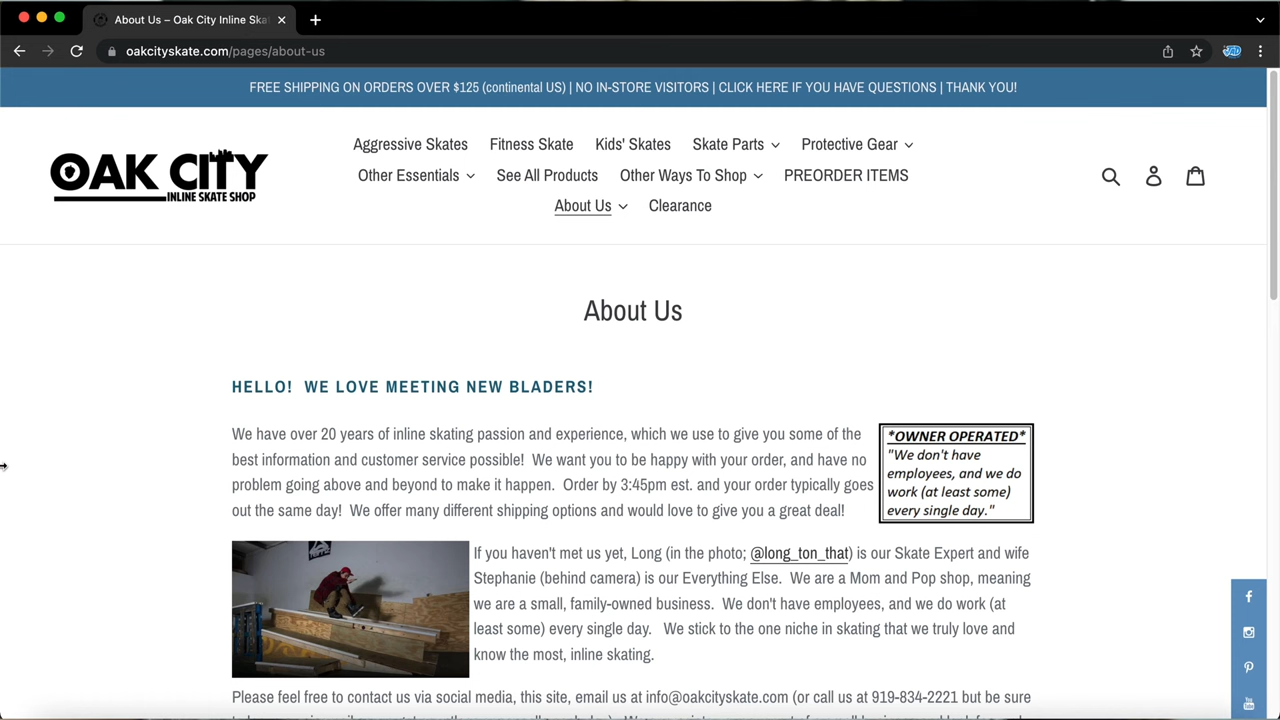 About Us – Oak City Inline Ska
oakcityskate.com/pages/about-us
FREE SHIPPING ON ORDERS OVER $125 (continental US) | NO IN-STORE VISITORS | CLICK HERE IF YOU HAVE QUESTIONS | THANK YOU!
OAK CITY
INLINE SKATE SHOP
Aggressive Skates Fitness Skate Kids' Skates Skate Parts Protective Gear
Other Essentials See All Products Other Ways To Shop PREORDER ITEMS
About Us Clearance
About Us
HELLO! WE LOVE MEETING NEW BLADERS!
We have over 20 years of inline skating passion and experience, which we use to give you some of the
best information and customer service possible! We want you to be happy with your order, and have no
problem going above and beyond to make it happen. Order by 3:45pm est. and your order typically goes
out the same day! We offer many different shipping options and would love to give you a great deal!
*OWNER OPERATED*
"We don't have
employees, and we do
work (at least some)
every single day."
If you haven't met us yet, Long (in the photo; @long_ton_that) is our Skate Expert and wife
Stephanie (behind camera) is our Everything Else. We are a Mom and Pop shop, meaning
we are a small, family-owned business. We don't have employees, and we do work (at
least some) every single day. We stick to the one niche in skating that we truly love and
know the most, inline skating.
Please feel free to contact us via social media, this site, email us at info@oakcityskate.com (or call us at 919-834-2221 but be sure